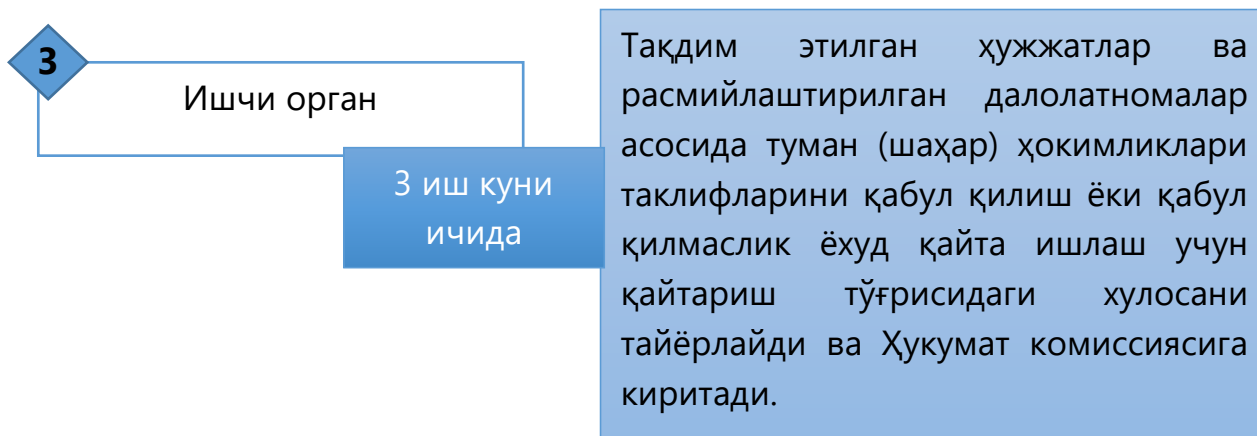 3
Ишчи орган
3 иш куни
ичида
Тақдим этилган ҳужжатлар ва
расмийлаштирилган далолатномалар
асосида туман (шаҳар) ҳокимликлари
таклифларини қабул қилиш ёки қабул
қилмаслик ёхуд қайта ишлаш учун
қайтариш тўғрисидаги хулосани
тайёрлайди ва Ҳукумат комиссиясига
киритади.